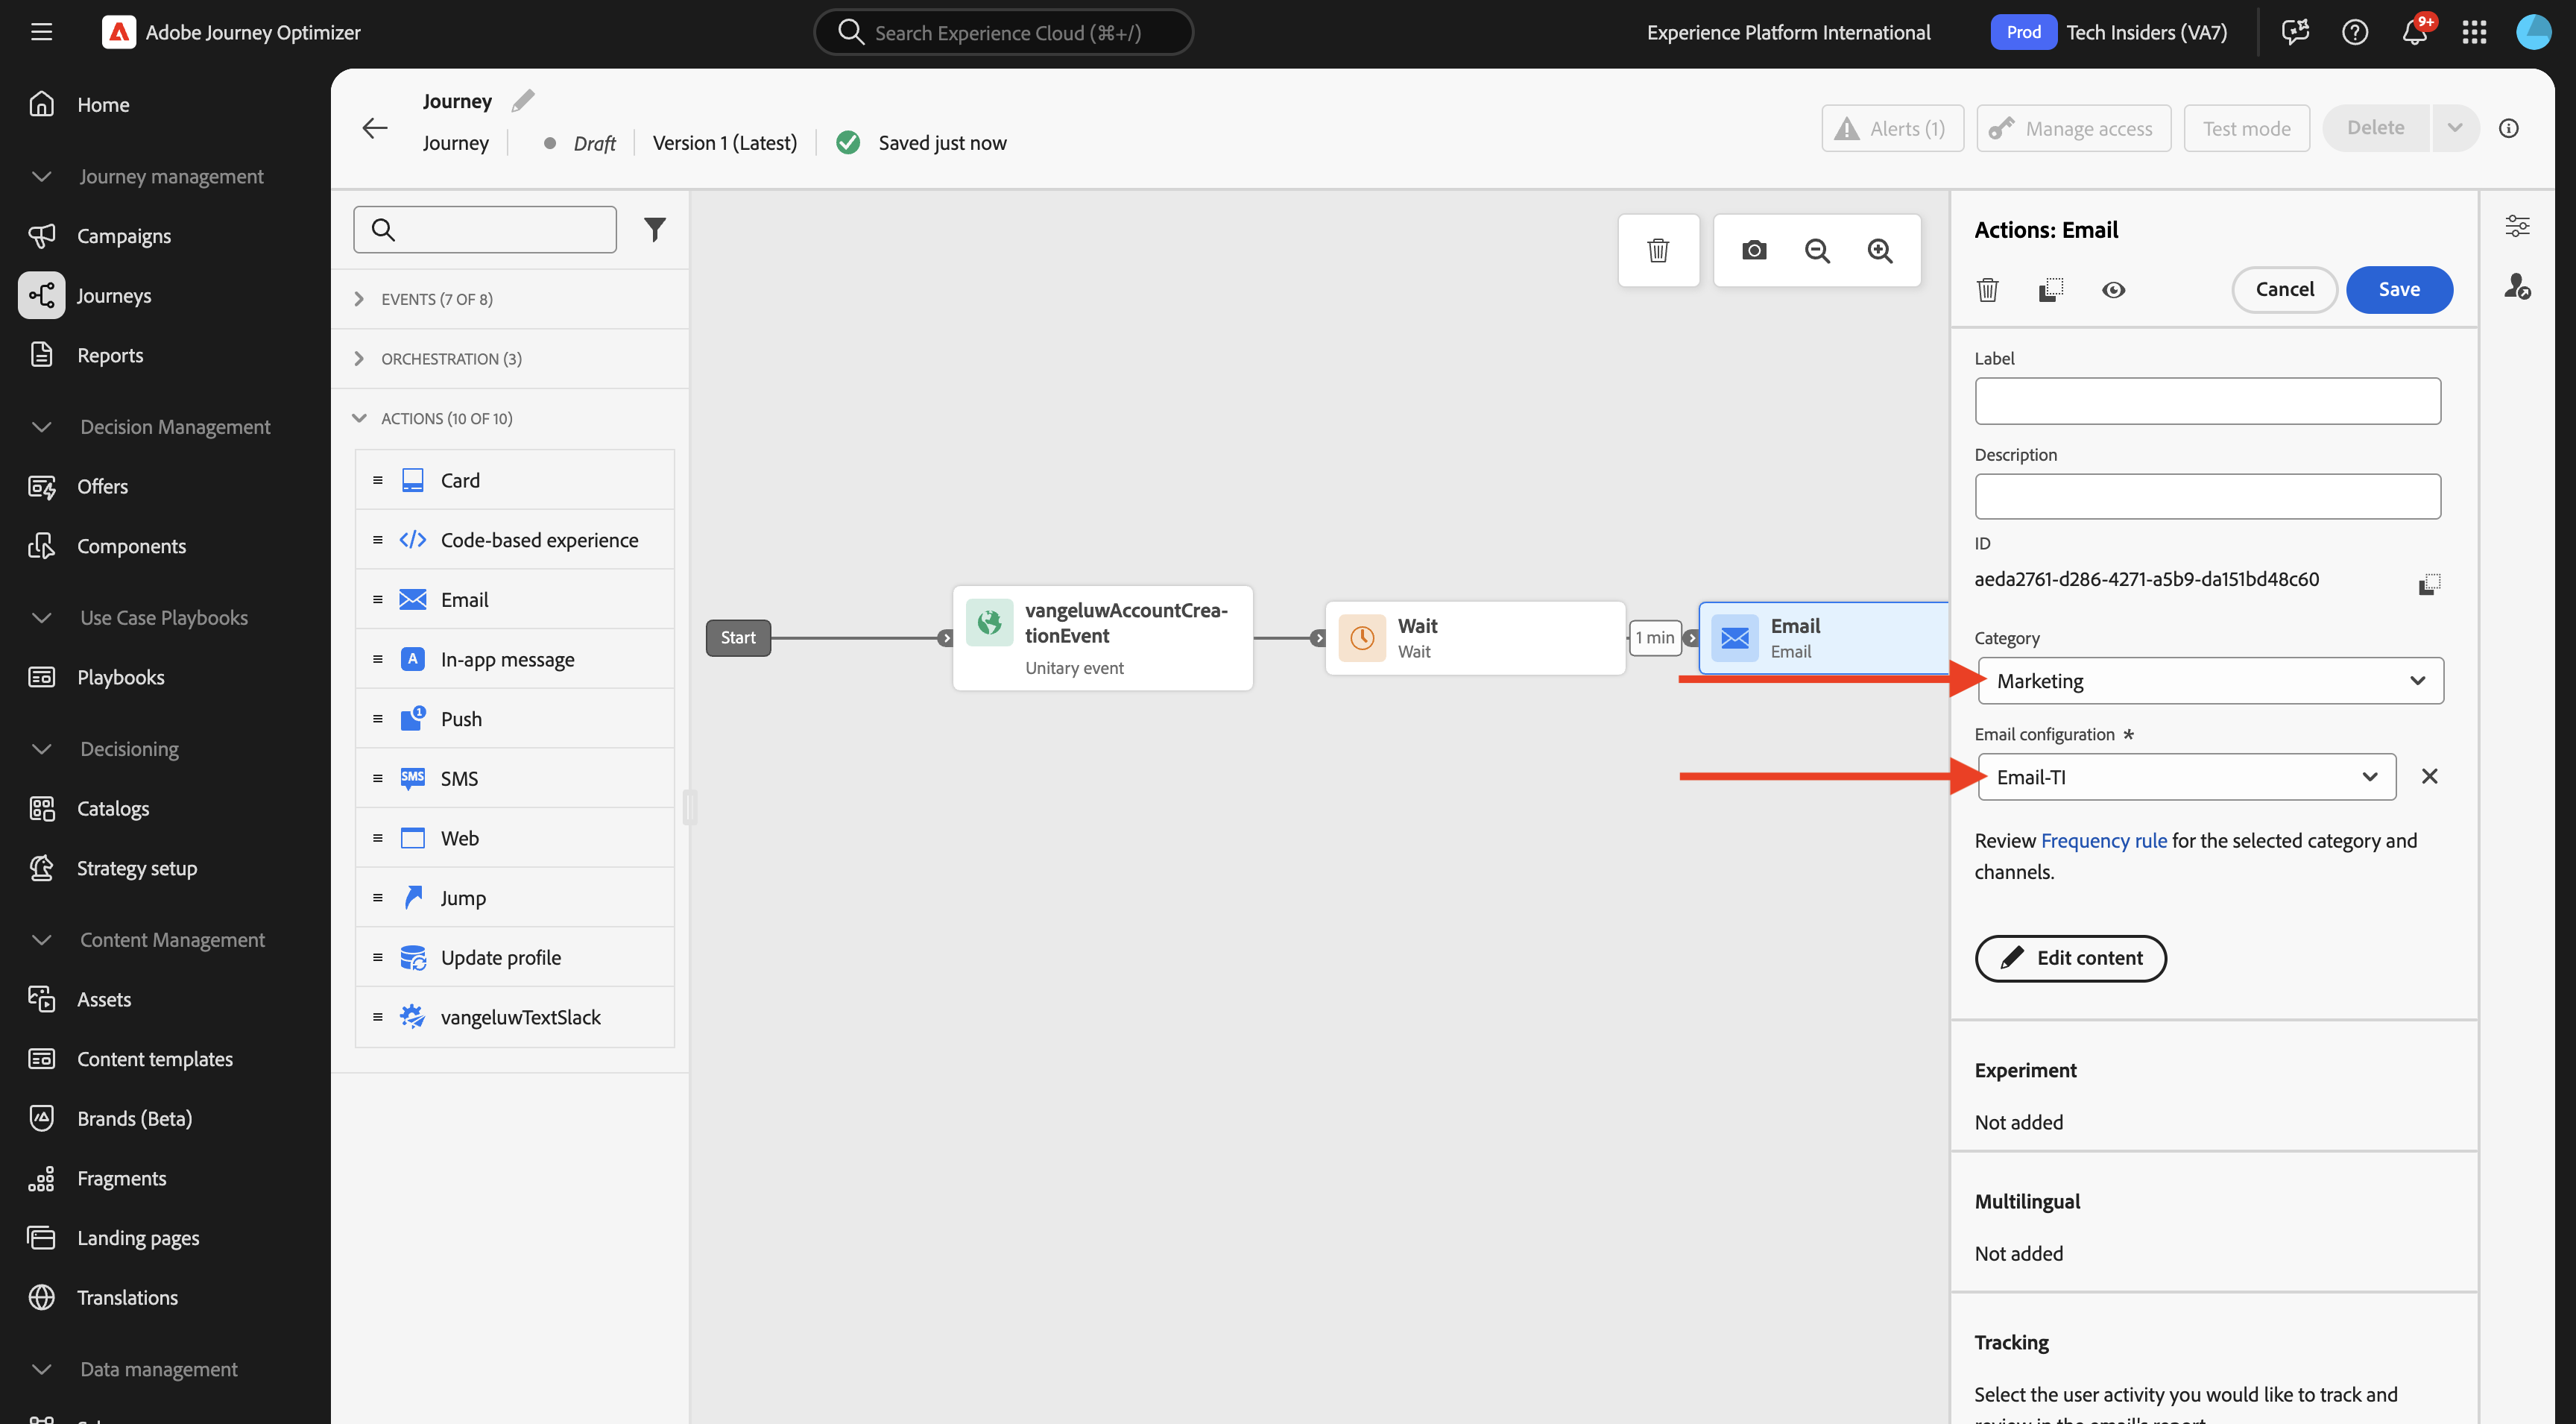 Adobe Journey Optimizer
Search Experience Cloud (⌘+/)
Experience Platform International
Prod
Tech Insiders (VA7)
9+
Home
Journey management
Campaigns
Journeys
Reports
Decision Management
Offers
Components
Use Case Playbooks
Playbooks
Decisioning
Catalogs
Strategy setup
Content Management
Assets
Content templates
Brands (Beta)
Fragments
Landing pages
Translations
Data management
Journey
Journey
Draft
Version 1 (Latest)
Saved just now
Alerts (1)
Manage access
Test mode
Delete
EVENTS (7 OF 8)
ORCHESTRATION (3)
ACTIONS (10 OF 10)
Card
Code-based experience
Email
In-app message
Push
SMS
Web
Jump
Update profile
vangeluwTextSlack
Start
vangeluwAccountCrea-
tionEvent
Unitary event
Wait
Wait
1 min
Email
Email
Actions: Email
Cancel
Save
Label
Description
ID
aeda2761-d286-4271-a5b9-da151bd48c60
Category
Marketing
Email configuration *
Email-TI
Review Frequency rule for the selected category and
channels.
Edit content
Experiment
Not added
Multilingual
Not added
Tracking
Select the user activity you would like to track and